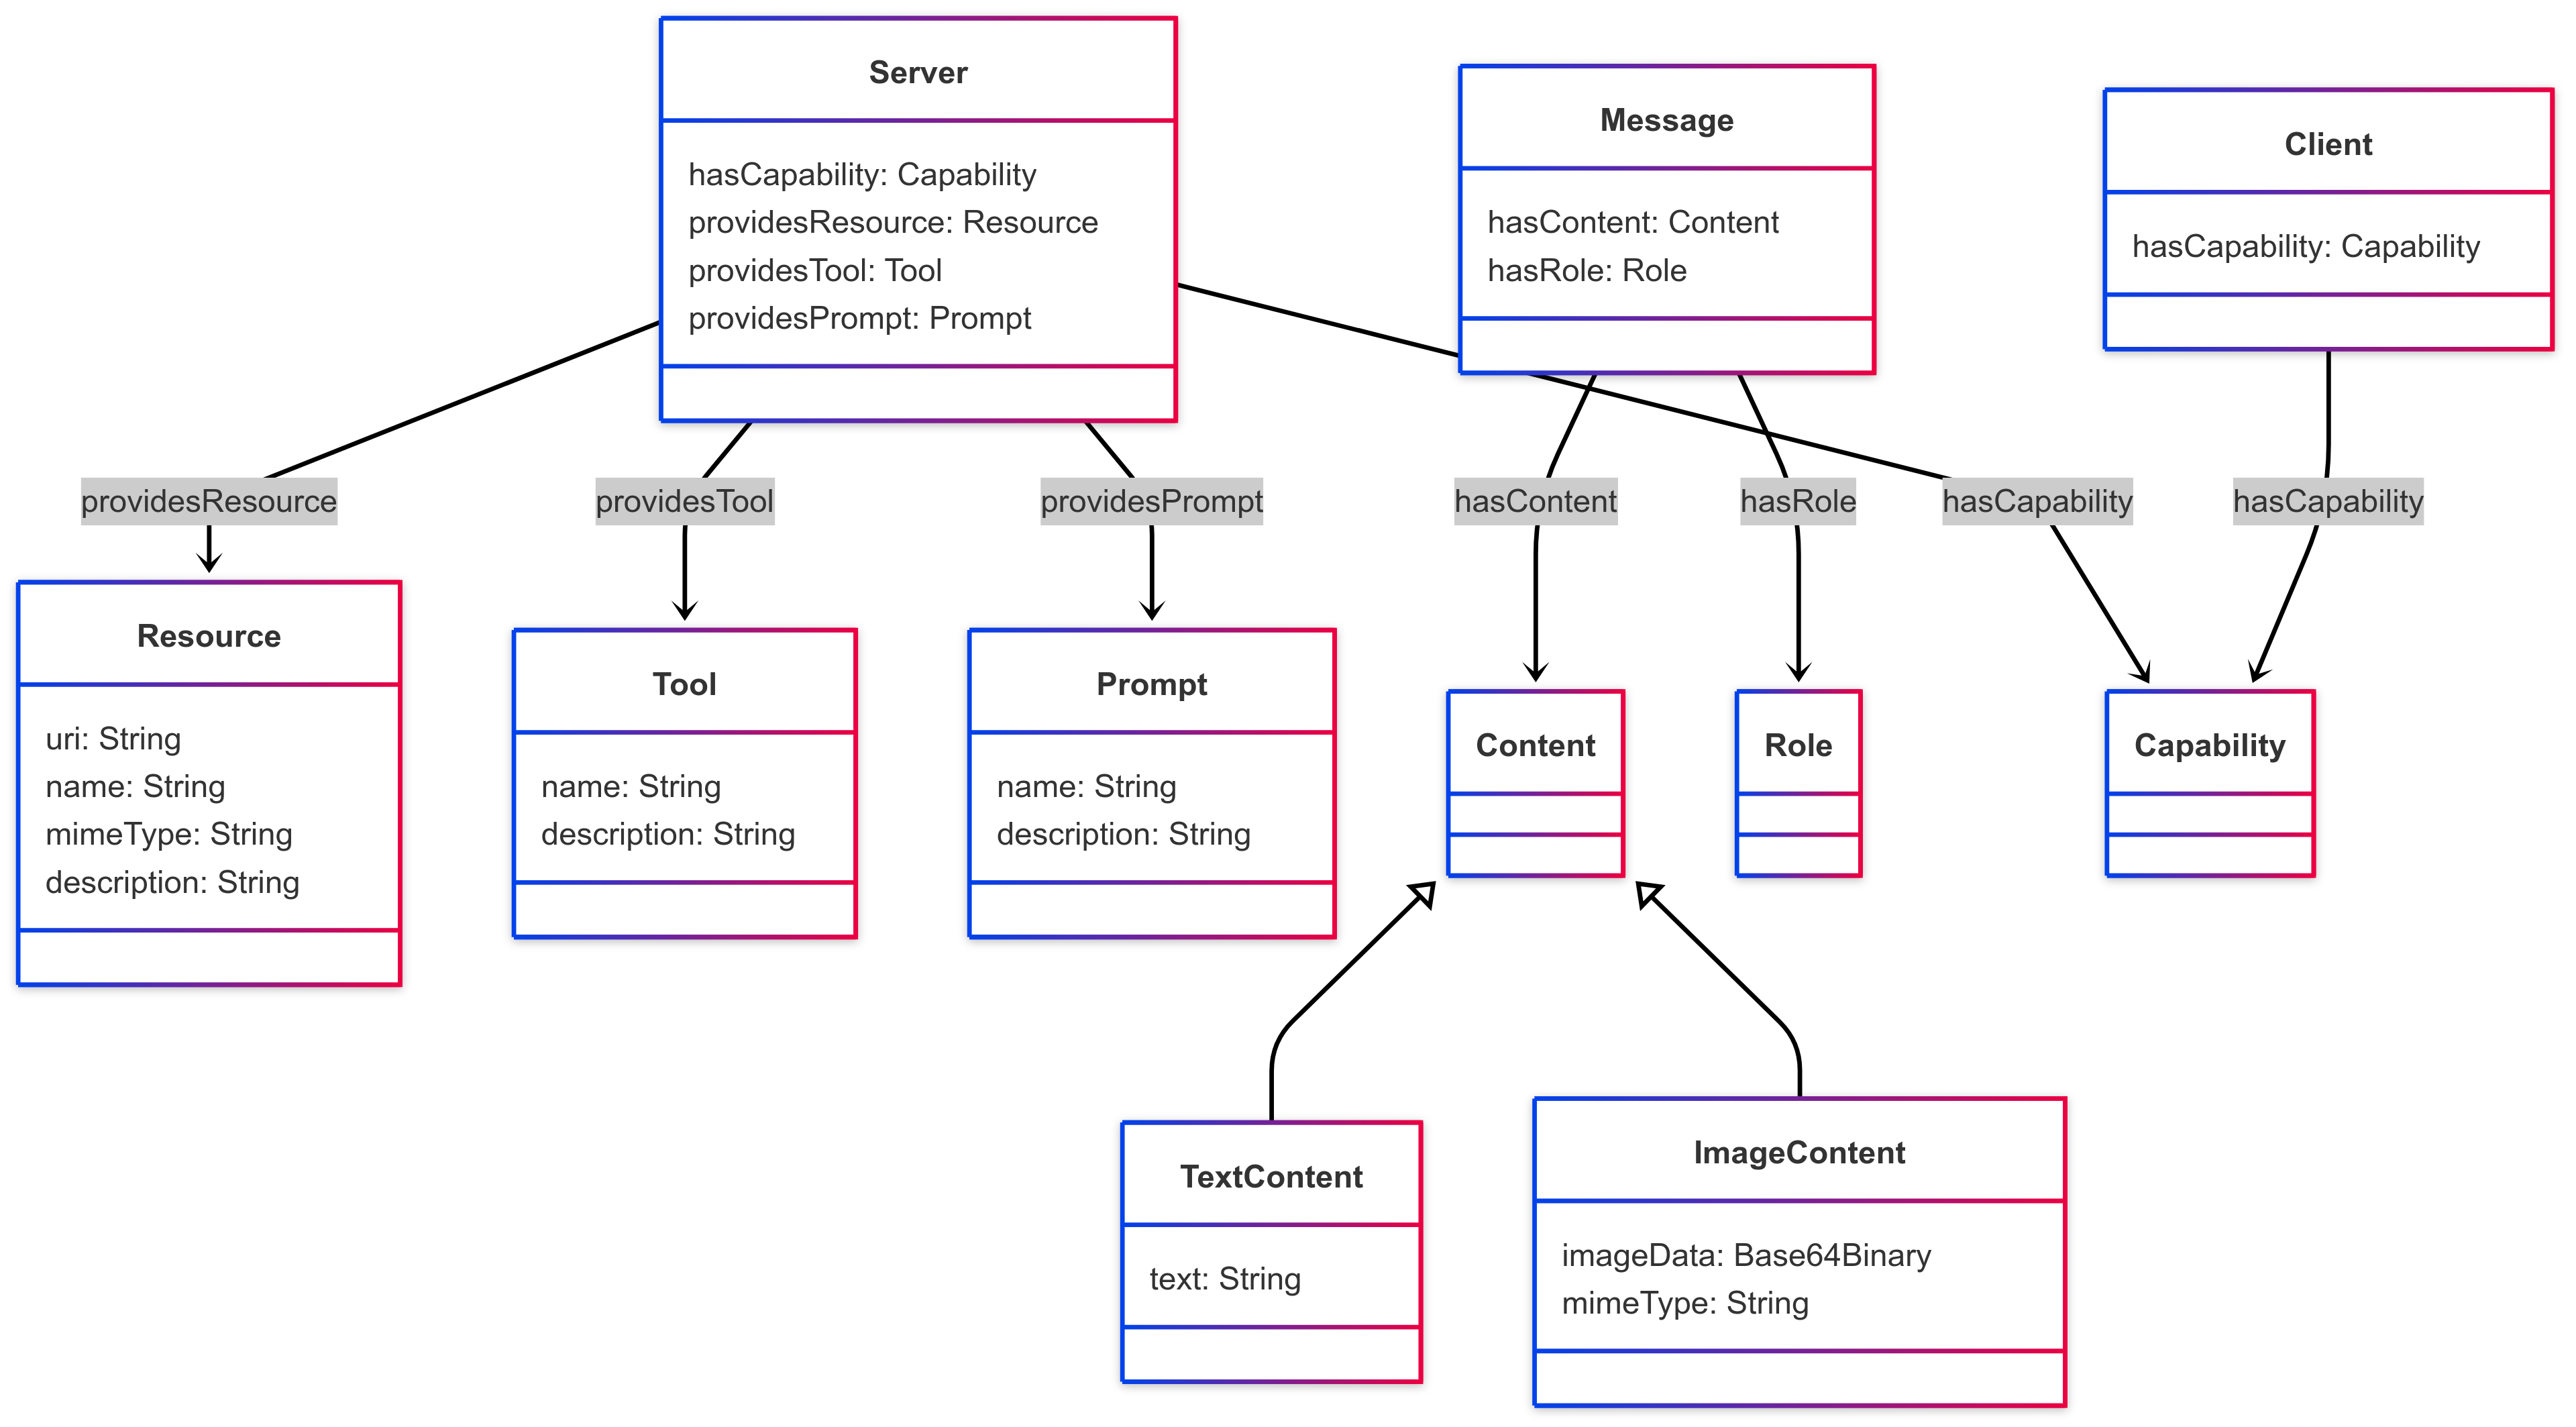 Server
hasCapability: Capability
providesResource: Resource
providesTool: Tool
providesPrompt: Prompt
Message
hasContent: Content
hasRole: Role
Client
hasCapability: Capability
providesResource
providesTool
providesPrompt
hasContent
hasRole
hasCapability
hasCapability
Resource
uri: String
name: String
mimeType: String
description: String
Tool
name: String
description: String
Prompt
name: String
description: String
Content
Role
Capability
TextContent
text: String
ImageContent
imageData: Base64Binary
mimeType: String